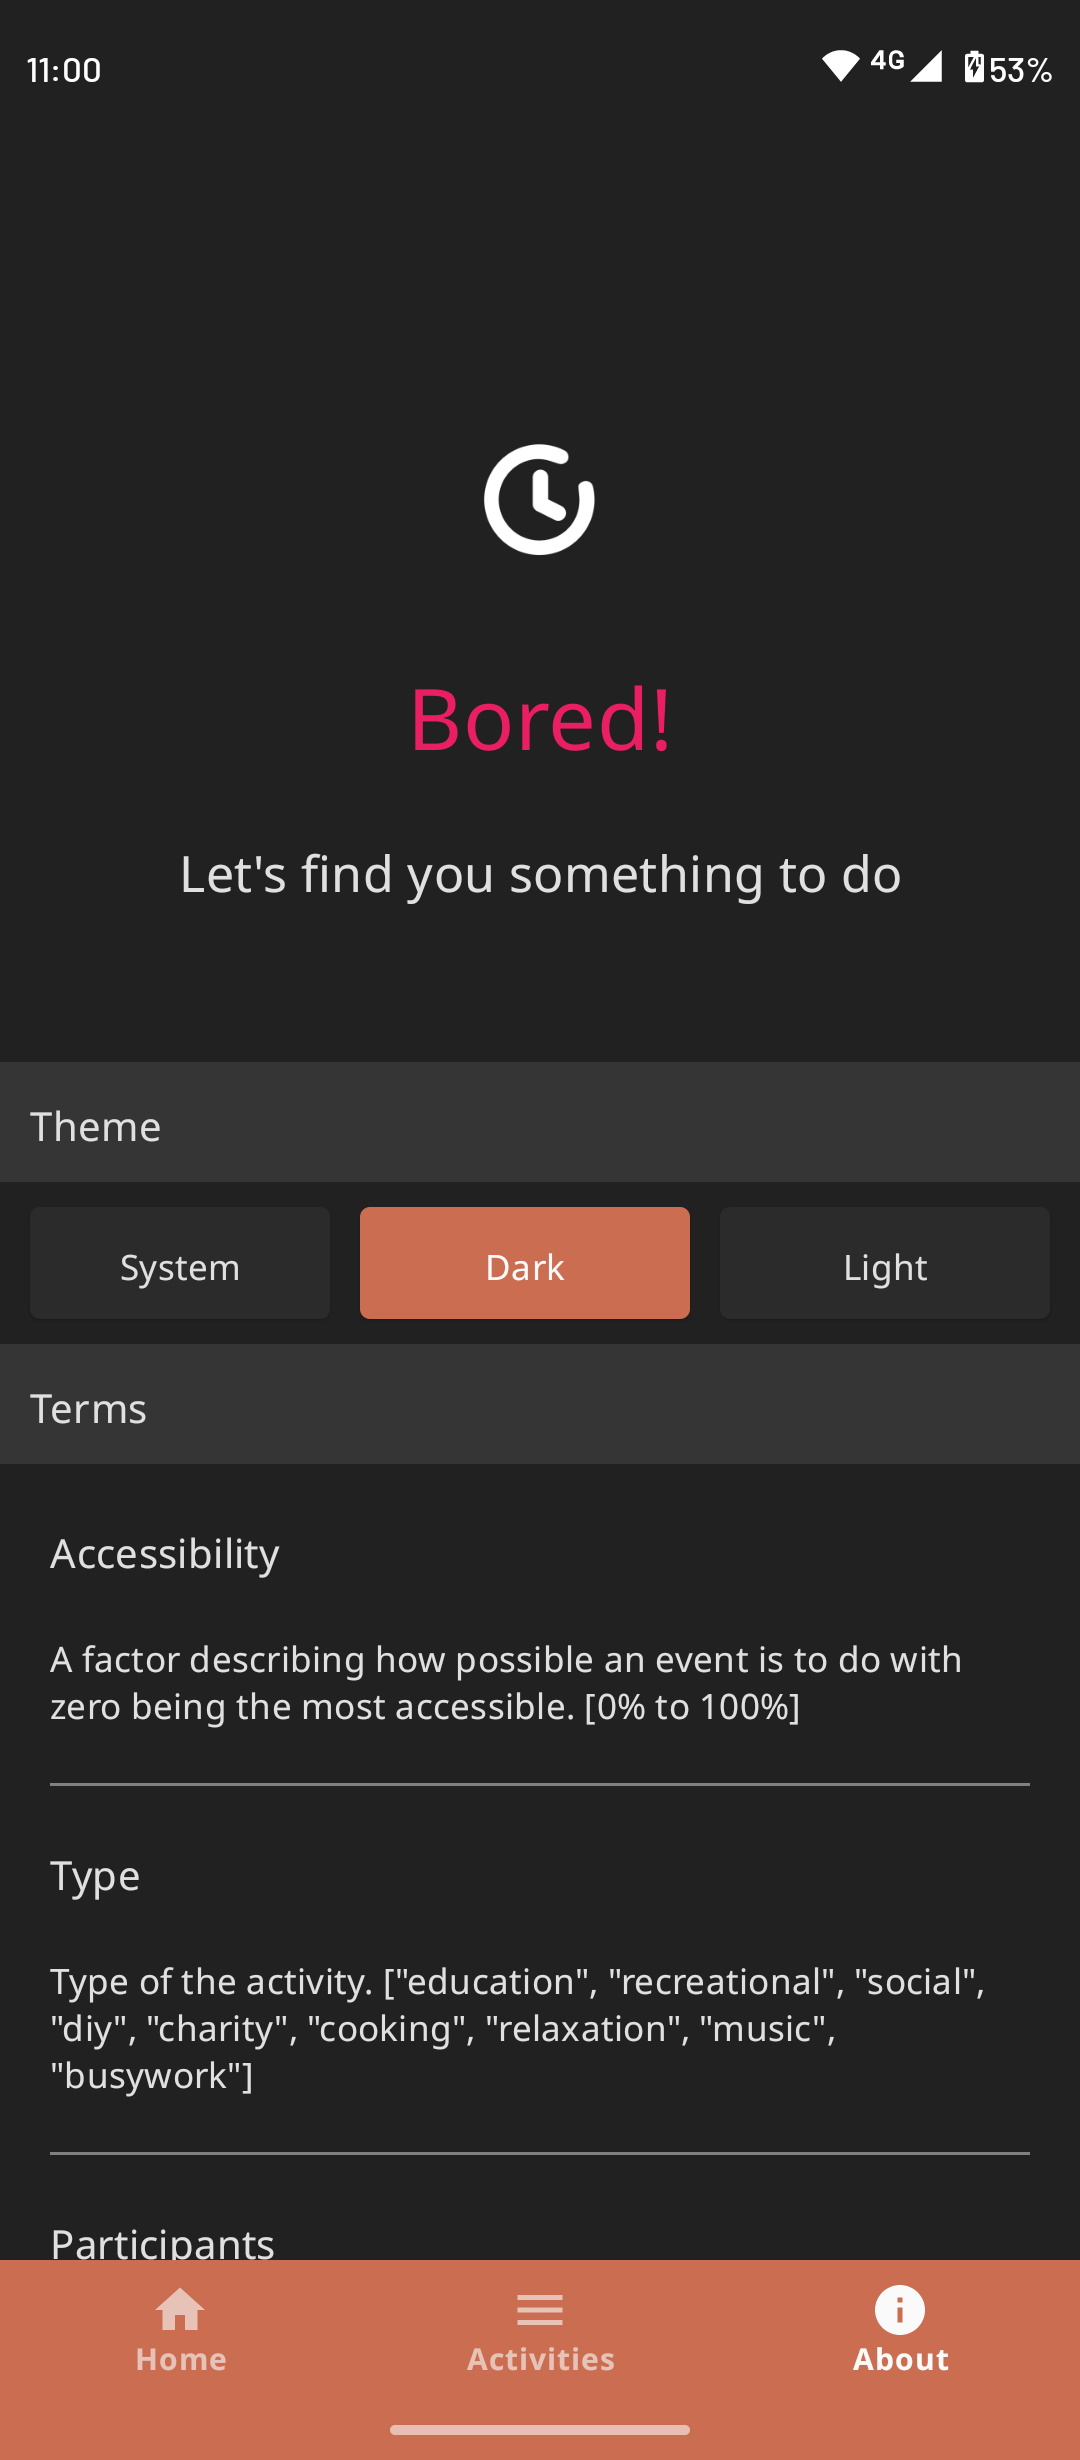 11:00
4G
53%
Bored!
Let's find you something to do
Theme
System
Dark
Light
Terms
Accessibility
A factor describing how possible an event is to do with
zero being the most accessible. [0% to 100%]
Type
Type of the activity. ["education", "recreational", "social",
"diy", "charity", "cooking", "relaxation", "music",
"busywork"]
Participants
Home
Activities
About